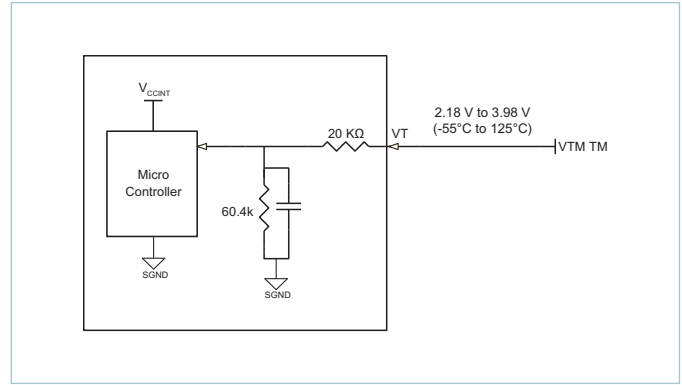 V_CCINT
2.18 V to 3.98 V
(-55°C to 125°C)
20 KΩ
VT
VTM TM
Micro
Controller
60.4k
SGND
SGND